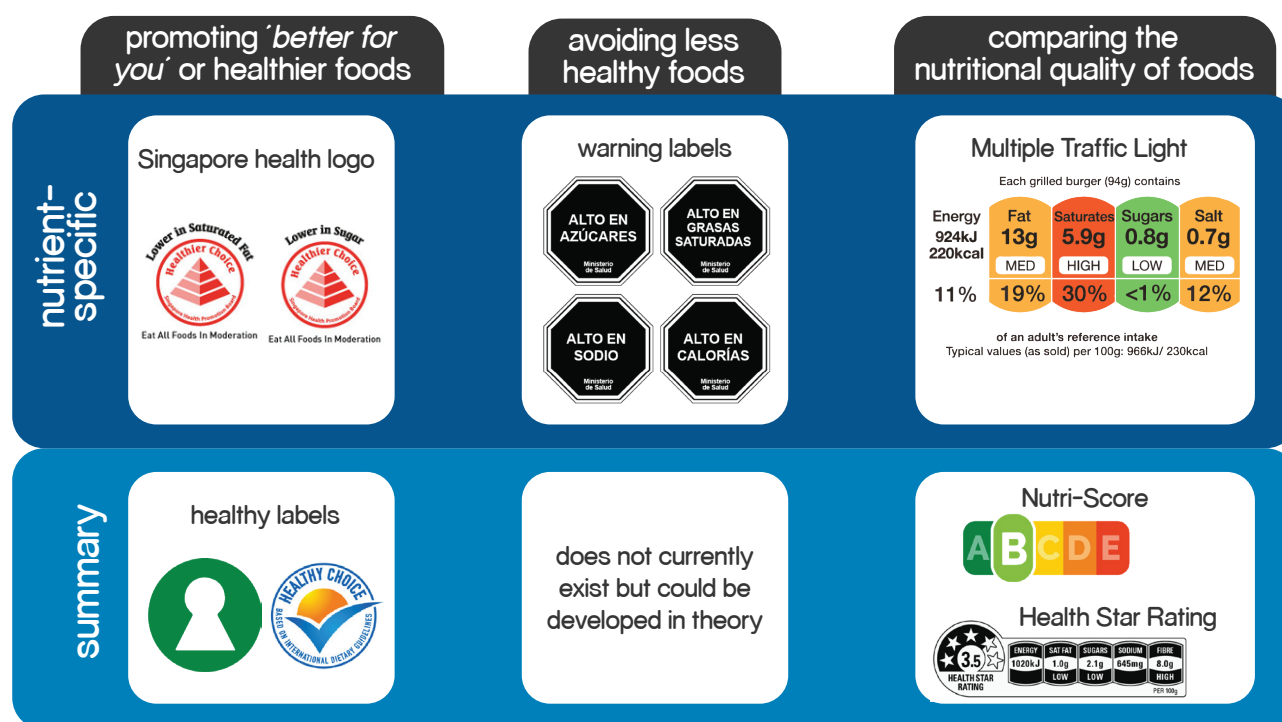 promoting ´better for
you´ or healthier foods
avoiding less
healthy foods
comparing the
nutritional quality of foods
nutrient-
specific
Singapore health logo
Lower in Saturated Fat
Healthier Choice
Singapore Health Promotion Board
Eat All Foods In Moderation
Lower in Sugar
Healthier Choice
Singapore Health Promotion Board
Eat All Foods In Moderation
warning labels
ALTO EN
AZÚCARES
Ministerio
de Salud
ALTO EN
GRASAS
SATURADAS
Ministerio
de Salud
ALTO EN
SODIO
Ministerio
de Salud
ALTO EN
CALORÍAS
Ministerio
de Salud
Multiple Traffic Light
Each grilled burger (94g) contains
Energy
924kJ
220kcal
11%
Fat
13g
MED
19%
Saturates
5.9g
HIGH
30%
Sugars
0.8g
LOW
<1%
Salt
0.7g
MED
12%
of an adult's reference intake
Typical values (as sold) per 100g: 966kJ/ 230kcal
summary
healthy labels
HEALTHY CHOICE
BASED ON INTERNATIONAL DIETARY GUIDELINES
does not currently
exist but could be
developed in theory
Nutri-Score
A B C D E
Health Star Rating
3.5
HEALTH STAR
RATING
ENERGY
1020kJ
SAT FAT
1.0g
LOW
SUGARS
2.1g
LOW
SODIUM
645mg
FIBRE
8.0g
HIGH
PER 100g